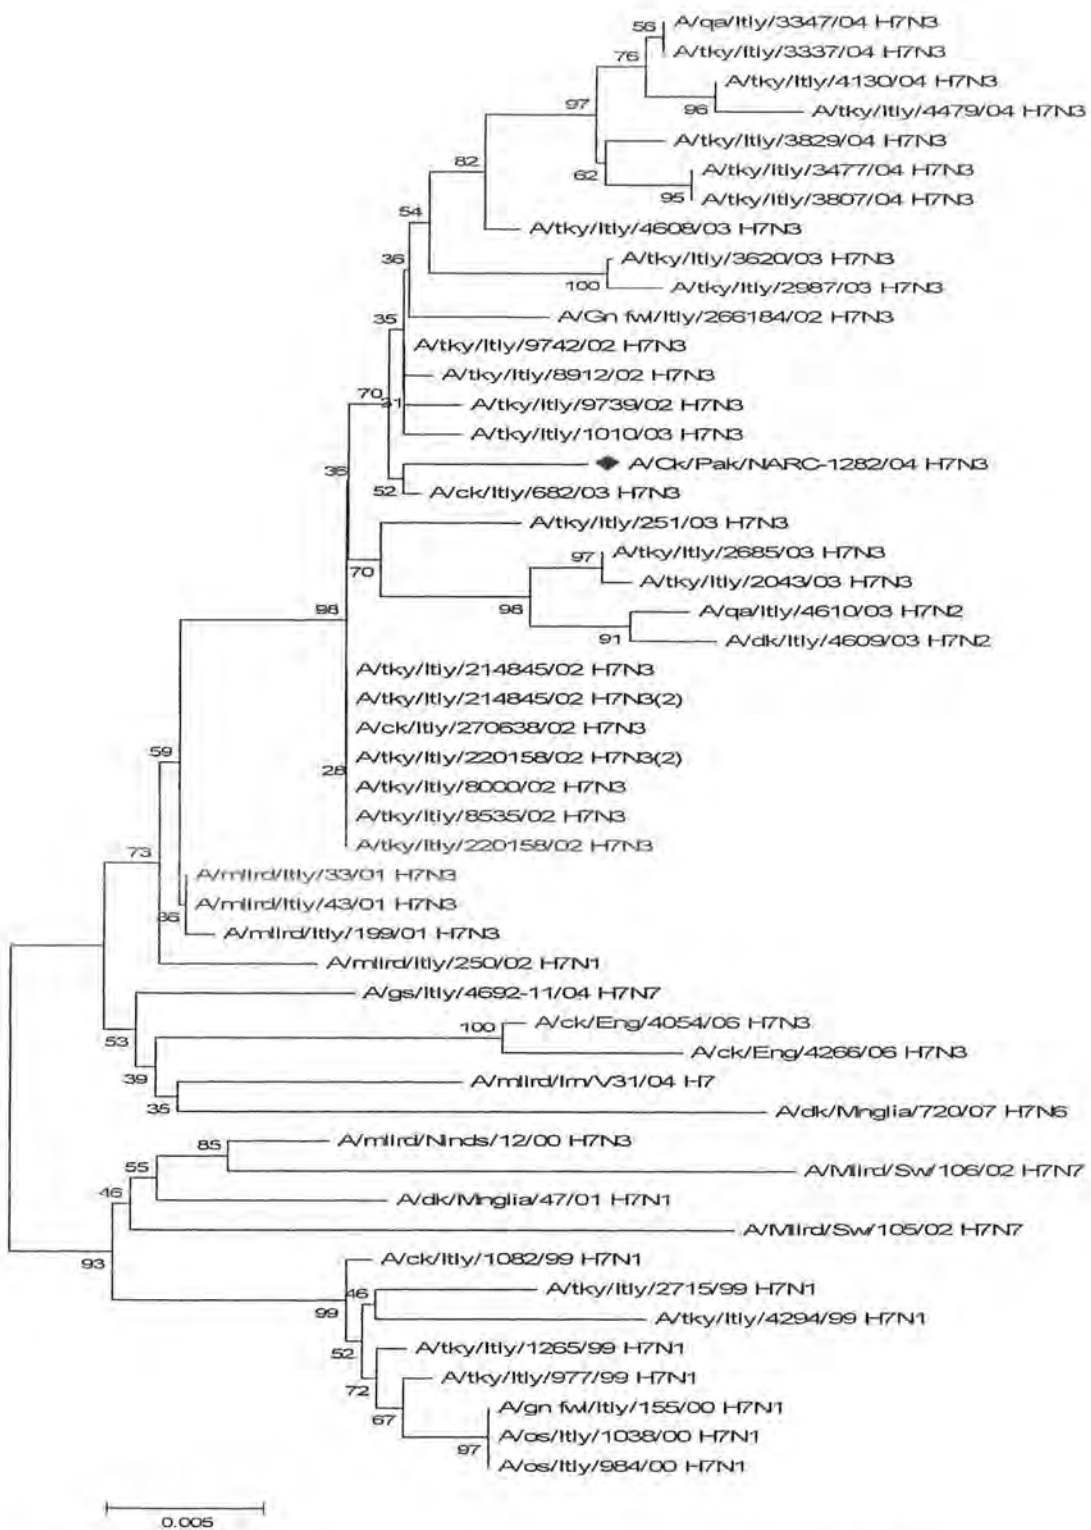 A/qa/Itly/3347/04 H7N3
56
A/tky/Itly/3337/04 H7N3
76
A/tky/Itly/4130/04 H7N3
97
96
A/tky/Itly/4479/04 H7N3
A/tky/Itly/3829/04 H7N3
82
A/tky/Itly/3477/04 H7N3
62
95
A/tky/Itly/3807/04 H7N3
54
A/tky/Itly/4608/03 H7N3
36
A/tky/Itly/3620/03 H7N3
100
A/tky/Itly/2987/03 H7N3
A/Gn fwl/Itly/266184/02 H7N3
35
A/tky/Itly/9742/02 H7N3
A/tky/Itly/8912/02 H7N3
70
31
A/tky/Itly/9739/02 H7N3
A/tky/Itly/1010/03 H7N3
36
A/Ck/Pak/NARC-1282/04 H7N3
52
A/ck/Itly/682/03 H7N3
A/tky/Itly/251/03 H7N3
97
A/tky/Itly/2685/03 H7N3
70
A/tky/Itly/2043/03 H7N3
98
98
A/qa/Itly/4610/03 H7N2
91
A/dk/Itly/4609/03 H7N2
A/tky/Itly/214845/02 H7N3
A/tky/Itly/214845/02 H7N3(2)
A/ck/Itly/270638/02 H7N3
59
A/tky/Itly/220158/02 H7N3(2)
28
A/tky/Itly/8000/02 H7N3
A/tky/Itly/8535/02 H7N3
A/tky/Itly/220158/02 H7N3
73
A/mllrd/Itly/33/01 H7N3
A/mllrd/Itly/43/01 H7N3
36
A/mllrd/Itly/199/01 H7N3
A/mllrd/Itly/250/02 H7N1
A/gs/Itly/4692-11/04 H7N7
A/ck/Eng/4054/06 H7N3
100
53
A/ck/Eng/4266/06 H7N3
39
A/mllrd/Irn/V31/04 H7
35
A/dk/Mnglia/720/07 H7N6
A/mllrd/Ninds/12/00 H7N3
85
55
A/Mllrd/Sw/106/02 H7N7
46
A/dk/Mnglia/47/01 H7N1
A/Mllrd/Sw/105/02 H7N7
93
A/ck/Itly/1082/99 H7N1
46
A/tky/Itly/2715/99 H7N1
99
A/tky/Itly/4294/99 H7N1
52
A/tky/Itly/1265/99 H7N1
72
A/tky/Itly/977/99 H7N1
67
A/gn fwl/Itly/155/00 H7N1
97
A/os/Itly/1038/00 H7N1
A/os/Itly/984/00 H7N1
0.005